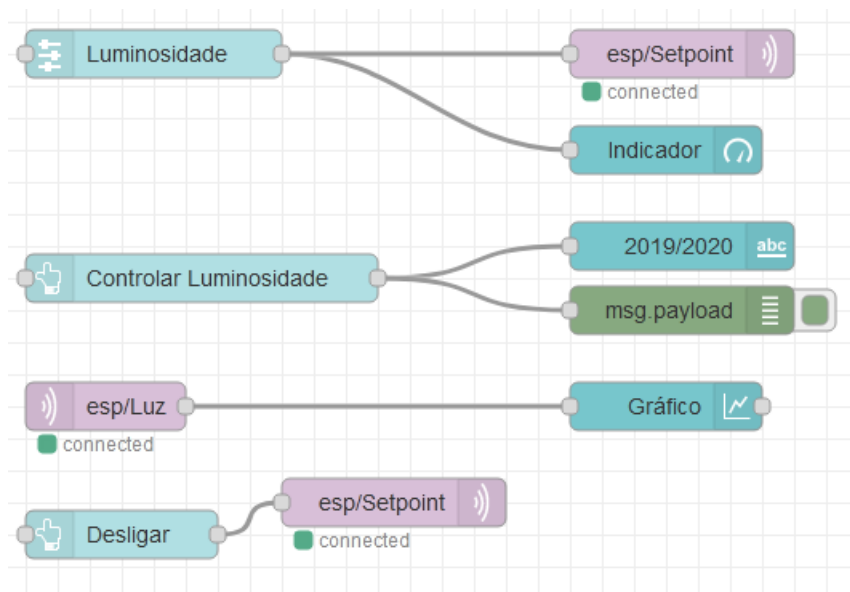 Luminosidade
esp/Setpoint
connected
Indicador
Controlar Luminosidade
2019/2020
abc
msg.payload
esp/Luz
connected
Gráfico
esp/Setpoint
connected
Desligar